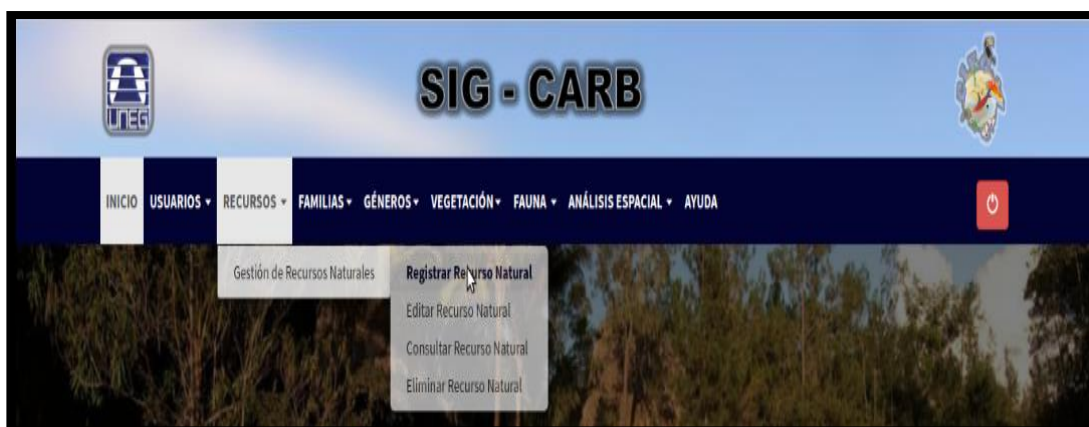 UNEG
SIG - CARB
INICIO USUARIOS RECURSOS FAMILIAS GÉNEROS VEGETACIÓN FAUNA ANÁLISIS ESPACIAL AYUDA
Gestión de Recursos Naturales
Registrar Recurso Natural
Editar Recurso Natural
Consultar Recurso Natural
Eliminar Recurso Natural